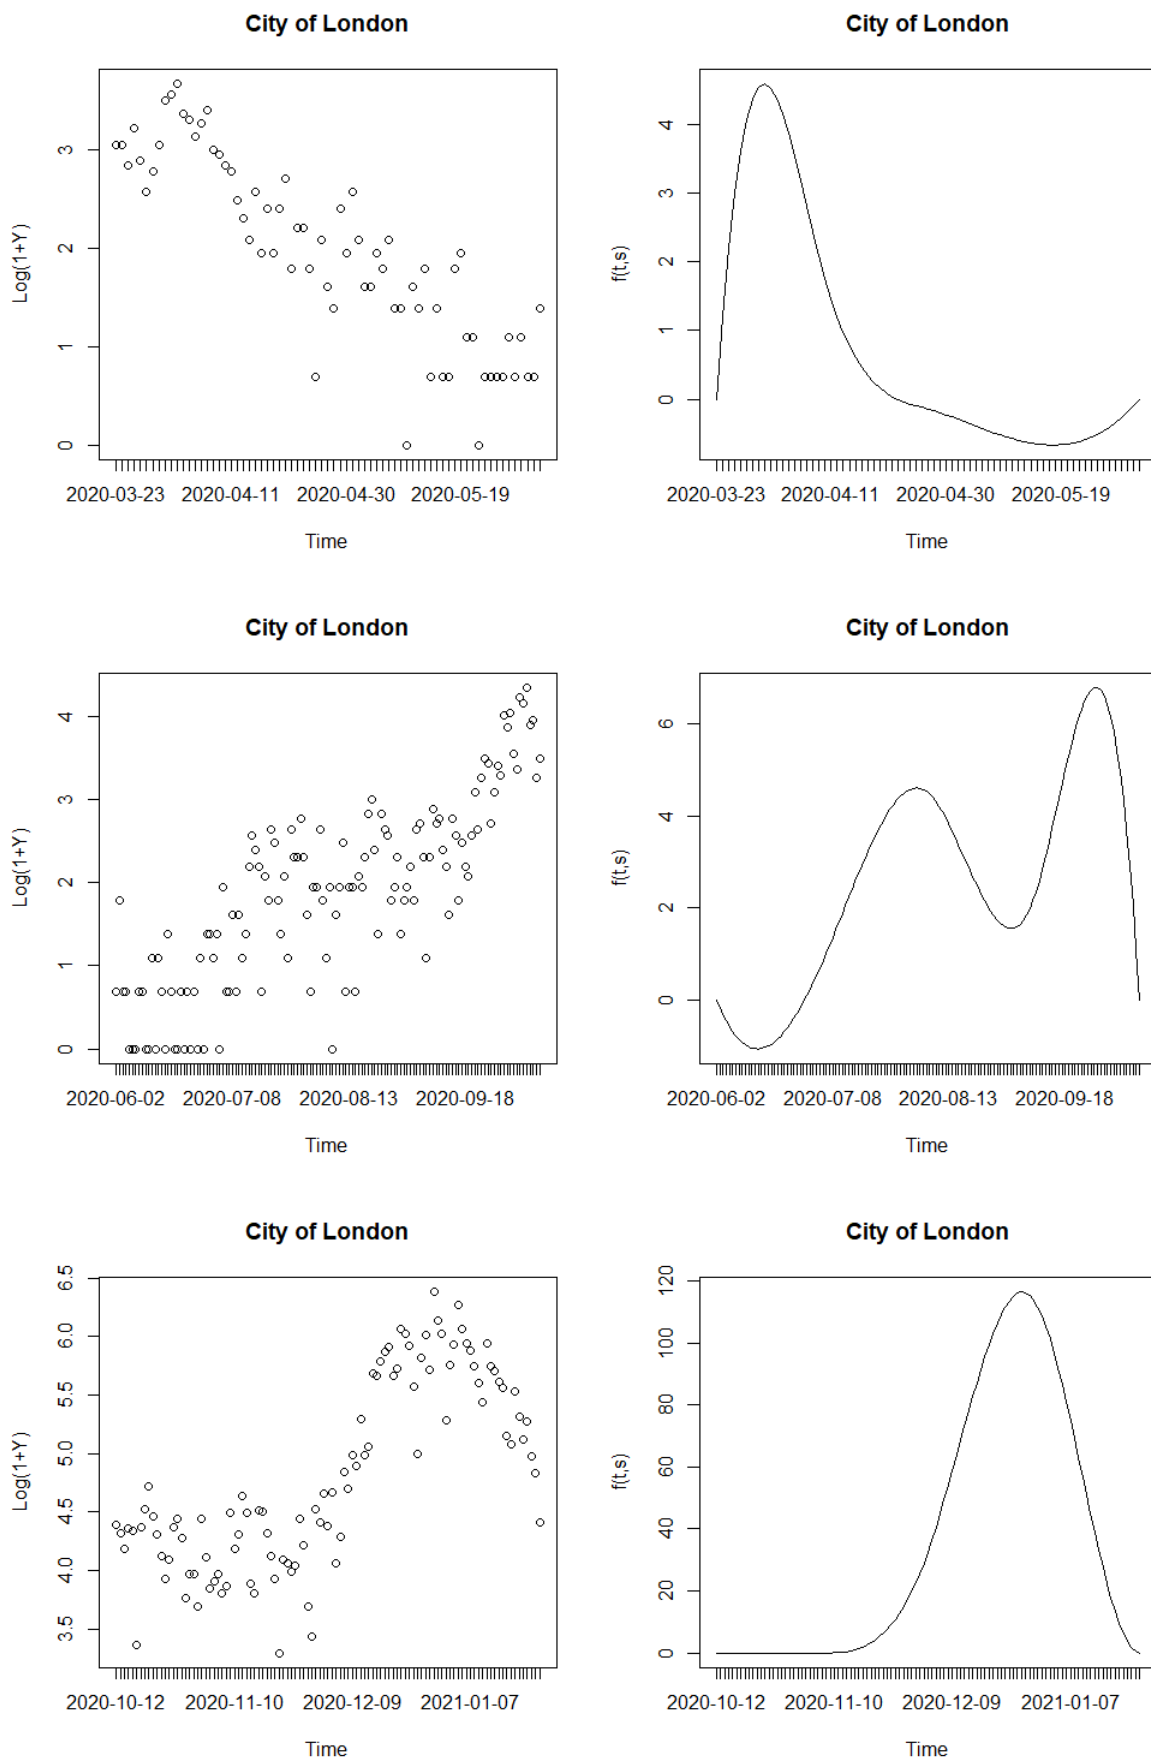 City of London
Log(1+Y)
3
2
1
0
2020-03-23 2020-04-11 2020-04-30 2020-05-19
Time
City of London
f(t,s)
4
3
2
1
0
2020-03-23 2020-04-11 2020-04-30 2020-05-19
Time
City of London
Log(1+Y)
4
3
2
1
0
2020-06-02 2020-07-08 2020-08-13 2020-09-18
Time
City of London
f(t,s)
6
4
2
0
2020-06-02 2020-07-08 2020-08-13 2020-09-18
Time
City of London
Log(1+Y)
6.5
6.0
5.5
5.0
4.5
4.0
3.5
2020-10-12 2020-11-10 2020-12-09 2021-01-07
Time
City of London
f(t,s)
120
100
80
60
40
20
0
2020-10-12 2020-11-10 2020-12-09 2021-01-07
Time